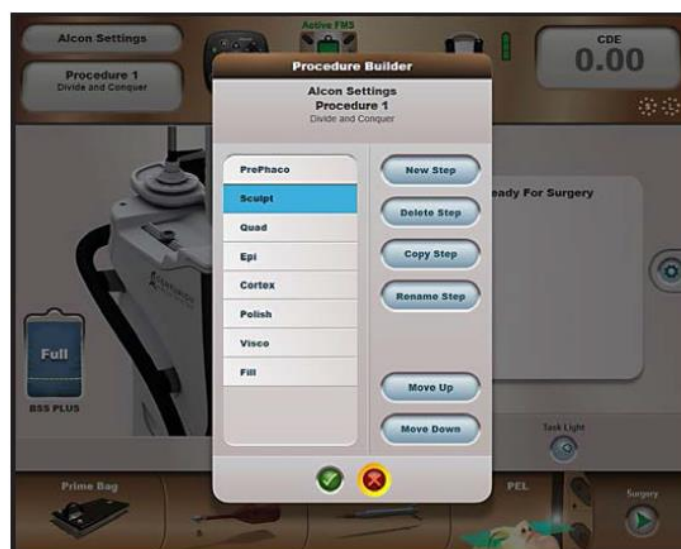 Alcon Settings
Procedure 1
Divide and Conquer
Active FMS
CDE
0.00
Procedure Builder
Alcon Settings
Procedure 1
Divide and Conquer
PrePhaco
Sculpt
Quad
Epi
Cortex
Polish
Visco
Fill
New Step
Delete Step
Copy Step
Rename Step
Move Up
Move Down
eady For Surgery
Full
BSS PLUS
Task Light
Prime Bag
PEL
Surgery